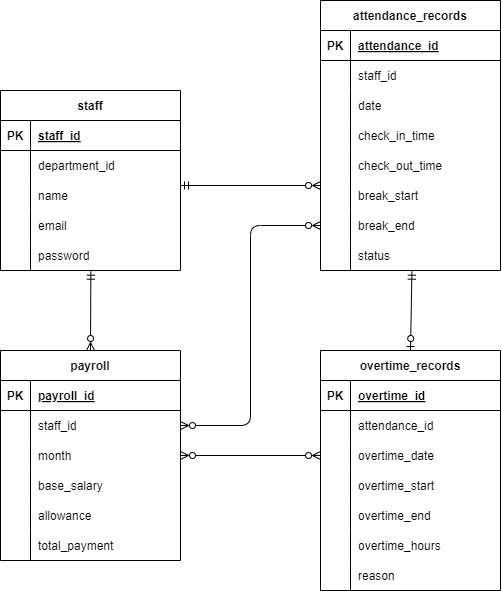 attendance_records
PK attendance_id
staff_id
date
check_in_time
check_out_time
break_start
break_end
status
staff
PK staff_id
department_id
name
email
password
payroll
PK payroll_id
staff_id
month
base_salary
allowance
total_payment
overtime_records
PK overtime_id
attendance_id
overtime_date
overtime_start
overtime_end
overtime_hours
reason